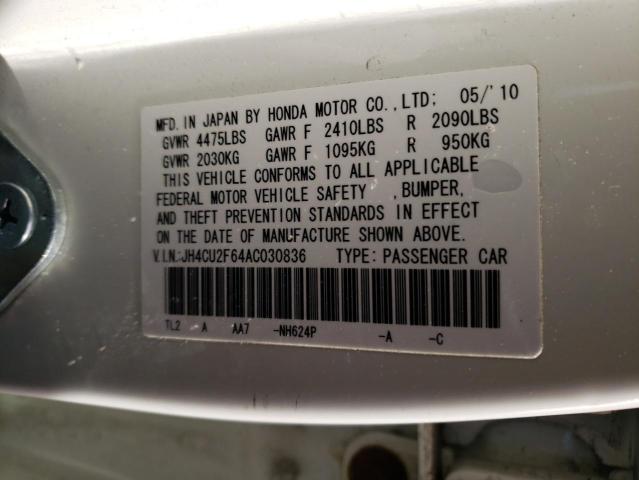 MFD. IN JAPAN BY HONDA MOTOR CO.,LTD; 05/'10
GVWR 4475LBS GAWR F 2410LBS R 2090LBS
GVWR 2030KG GAWR F 1095KG R 950KG
THIS VEHICLE CONFORMS TO ALL APPLICABLE
FEDERAL MOTOR VEHICLE SAFETY , BUMPER,
AND THEFT PREVENTION STANDARDS IN EFFECT
ON THE DATE OF MANUFACTURE SHOWN ABOVE.
V.I.N.:JH4CU2F64AC030836 TYPE: PASSENGER CAR
TL2 A AA7 -NH624P -A -C